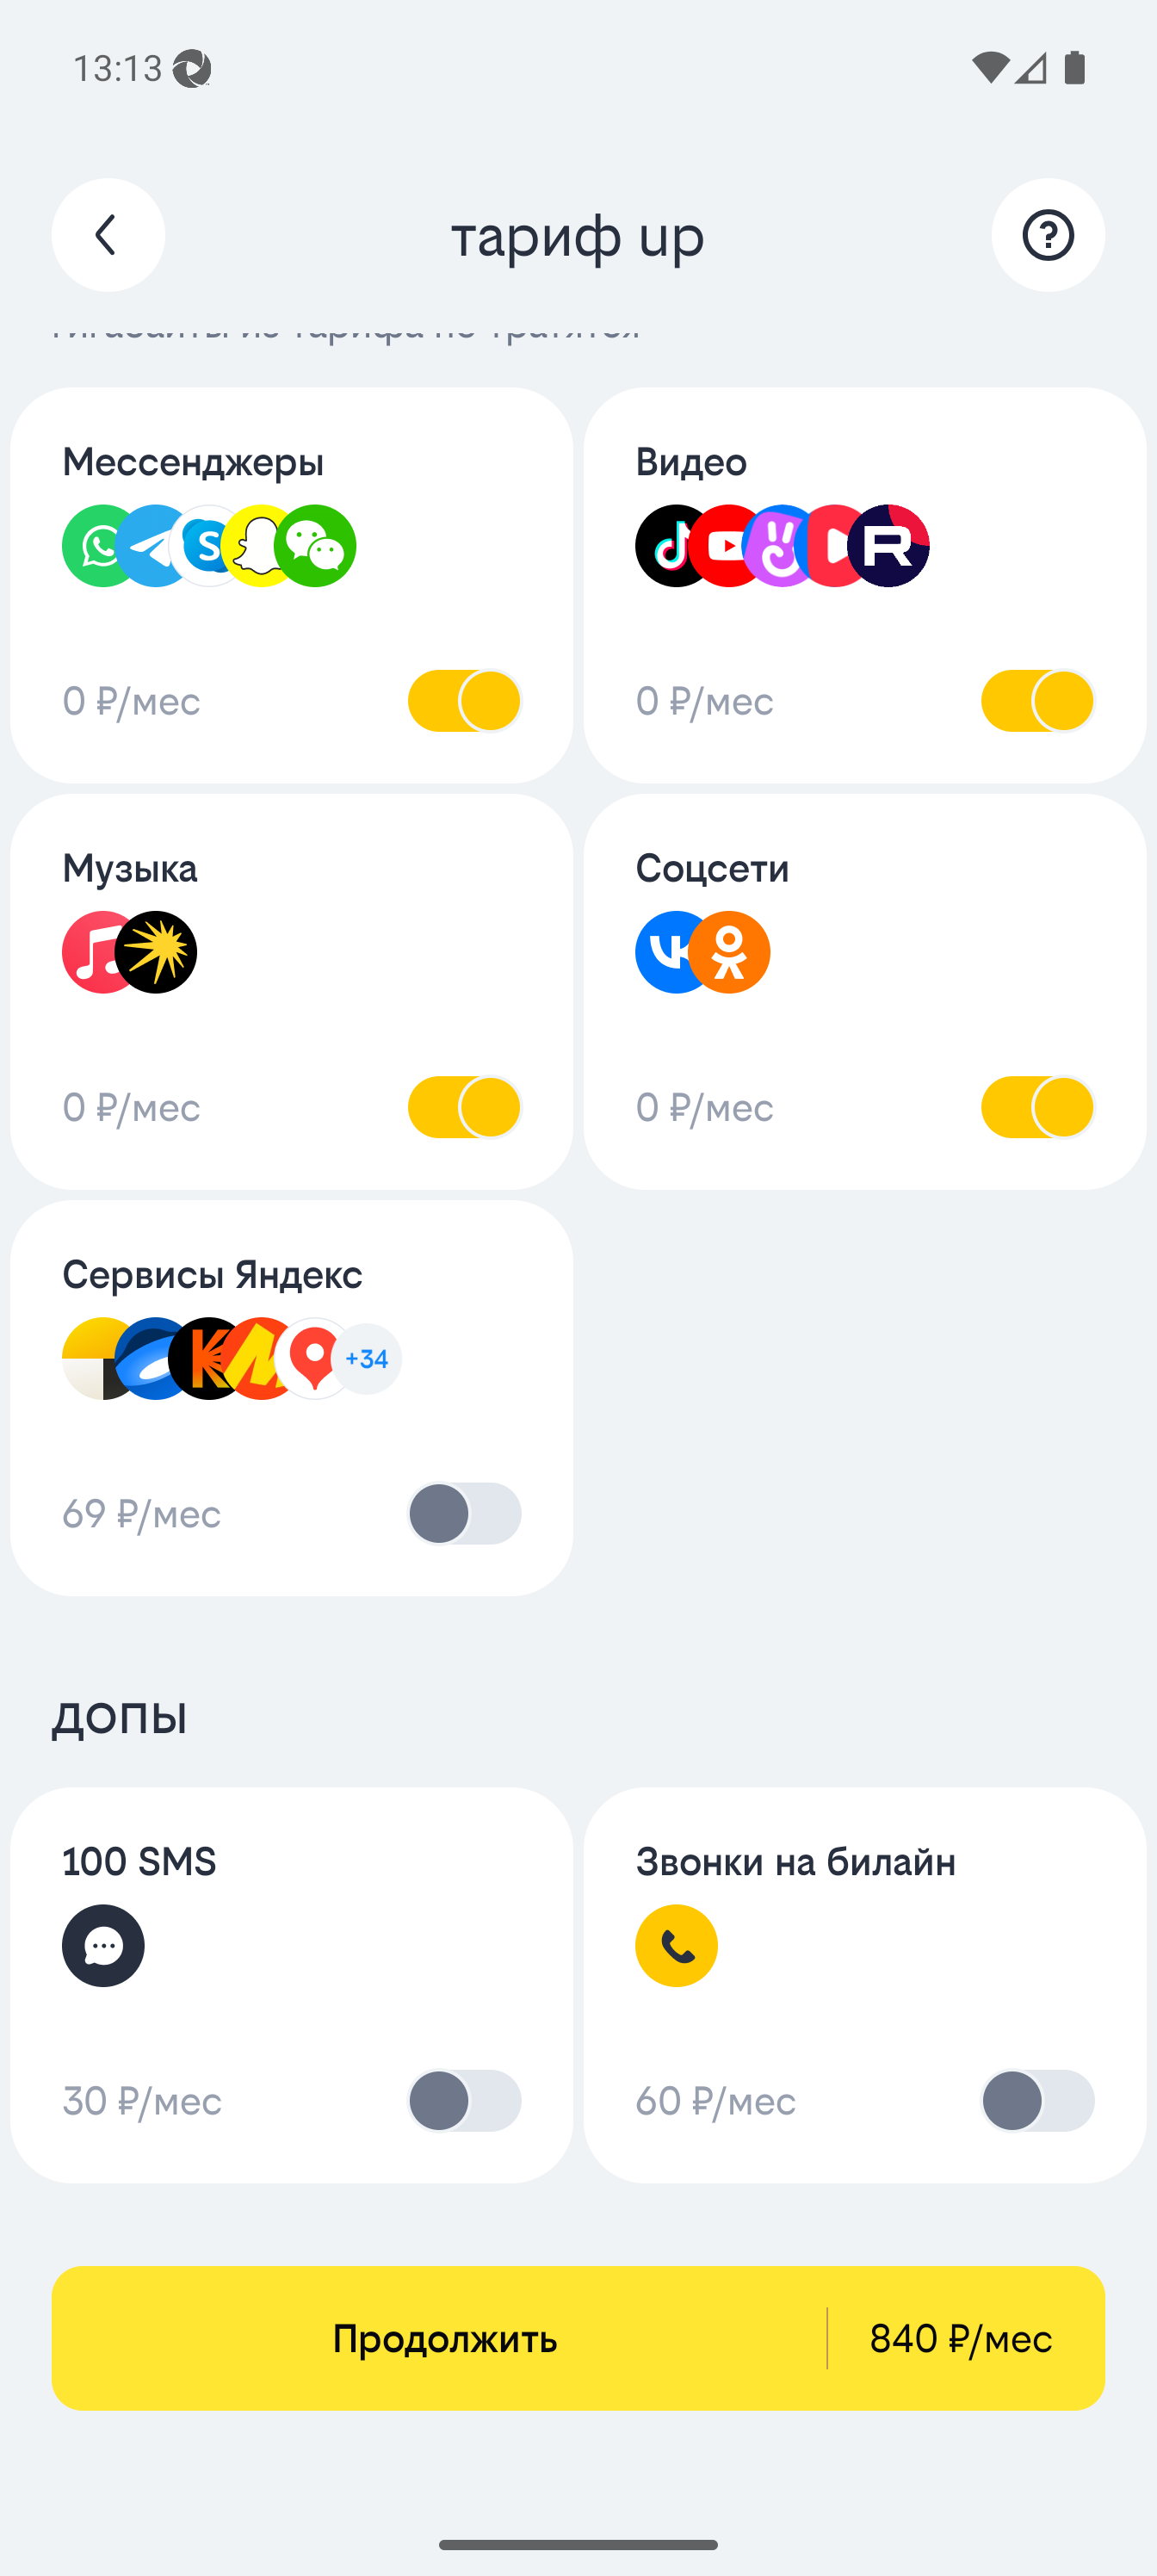 13:13
тариф up
Мессенджеры
Видео
0 ₽/мес
0 ₽/мес
Музыка
Соцсети
0 ₽/мес
0 ₽/мес
Сервисы Яндекс
+34
69 ₽/мес
допы
100 SMS
Звонки на билайн
30 ₽/мес
60 ₽/мес
Продолжить
840 ₽/мес